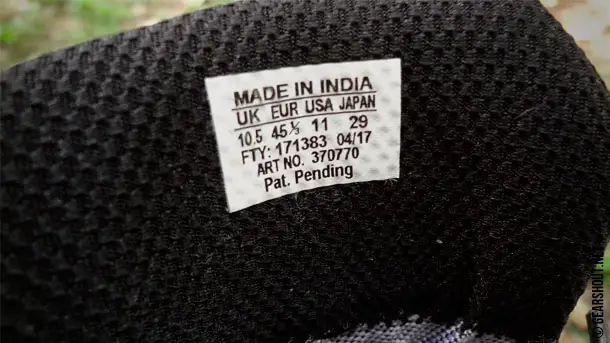 MADE IN INDIA
UK EUR USA JAPAN
10.5 45⅓ 11 29
FTY: 171383 04/17
ART NO. 370770
Pat. Pending